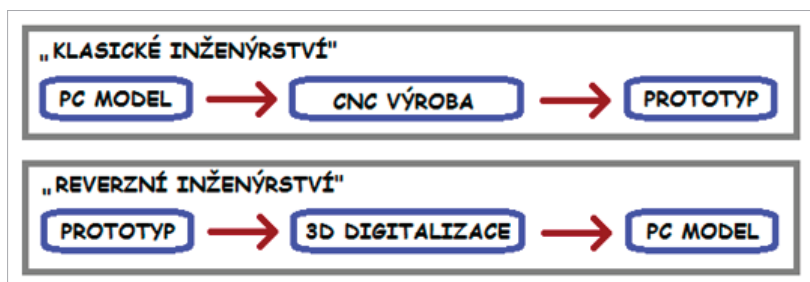 „KLASICKÉ INŽENÝRSTVÍ"
PC MODEL CNC VÝROBA PROTOTYP
„REVERZNÍ INŽENÝRSTVÍ"
PROTOTYP 3D DIGITALIZACE PC MODEL